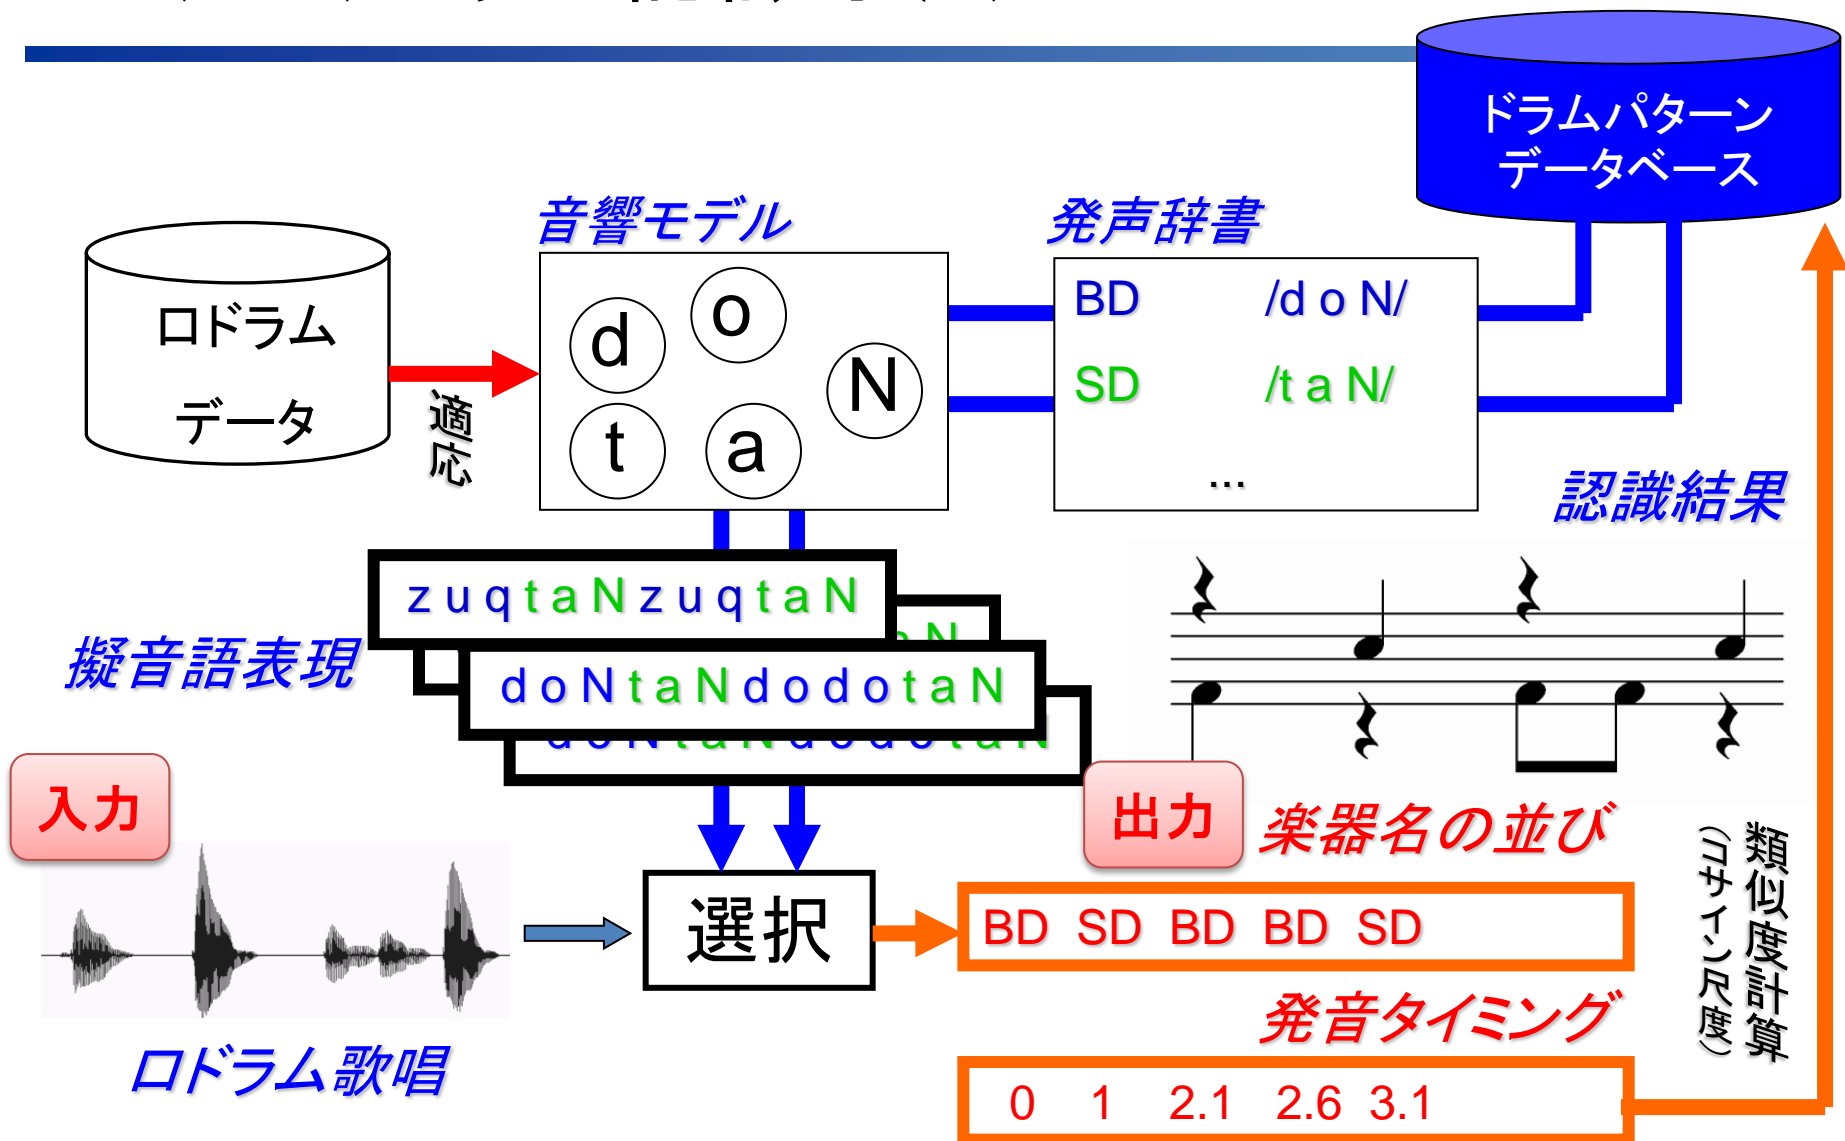 ドラムパターン
データベース
音響モデル
発声辞書
口ドラム
データ
適応
d
o
N
t
a
BD /d o N/
SD /t a N/
...
認識結果
z u q t a N z u q t a N
擬音語表現
d o N t a N d o d o t a N
入力
出力
楽器名の並び
選択
BD SD BD BD SD
類似度計算
（コサイン尺度）
発音タイミング
口ドラム歌唱
0 1 2.1 2.6 3.1